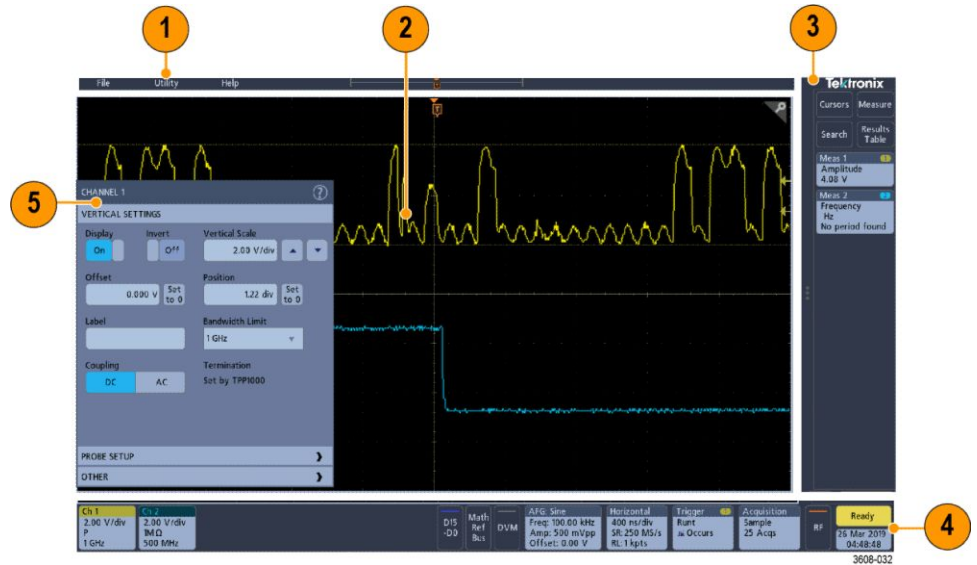 1
2
3
File Utility Help
T
T
Tektronix
Cursors Measure
Search Results Table
Meas 1 1
Amplitude
4.08 V
Meas 2 2
Frequency
Hz
No period found
5
CHANNEL 1 ?
VERTICAL SETTINGS
Display Invert Vertical Scale
On Off 2.00 V/div
Offset Position
0.000 V Set to 0 1.22 div Set to 0
Label Bandwidth Limit
1 GHz
Coupling Termination
DC AC Set by TPP1000
PROBE SETUP
OTHER
Ch 1
2.00 V/div
P
1 GHz
Ch 2
2.00 V/div
1MΩ
500 MHz
D15
-D0
Math
Ref
Bus
DVM
AFG: Sine
Freq: 100.00 kHz
Amp: 500 mVpp
Offset: 0.00 V
Horizontal
400 ns/div
SR: 250 MS/s
RL: 1 kpts
Trigger 1
Runt
Occurs
Acquisition
Sample
25 Acqs
RF
Ready
26 Mar 2019
04:48:48
4
3608-032